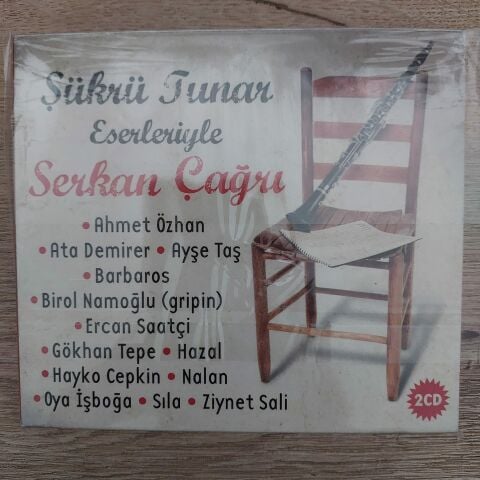 Şükrü Tunar
Eserleriyle
Serkan Çağrı
• Ahmet Özhan
• Ata Demirer • Ayşe Taş
• Barbaros
• Birol Namoğlu (gripin)
• Ercan Saatçi
• Gökhan Tepe • Hazal
• Hayko Cepkin • Nalan
• Oya İşboğa • Sıla • Ziynet Sali
2CD